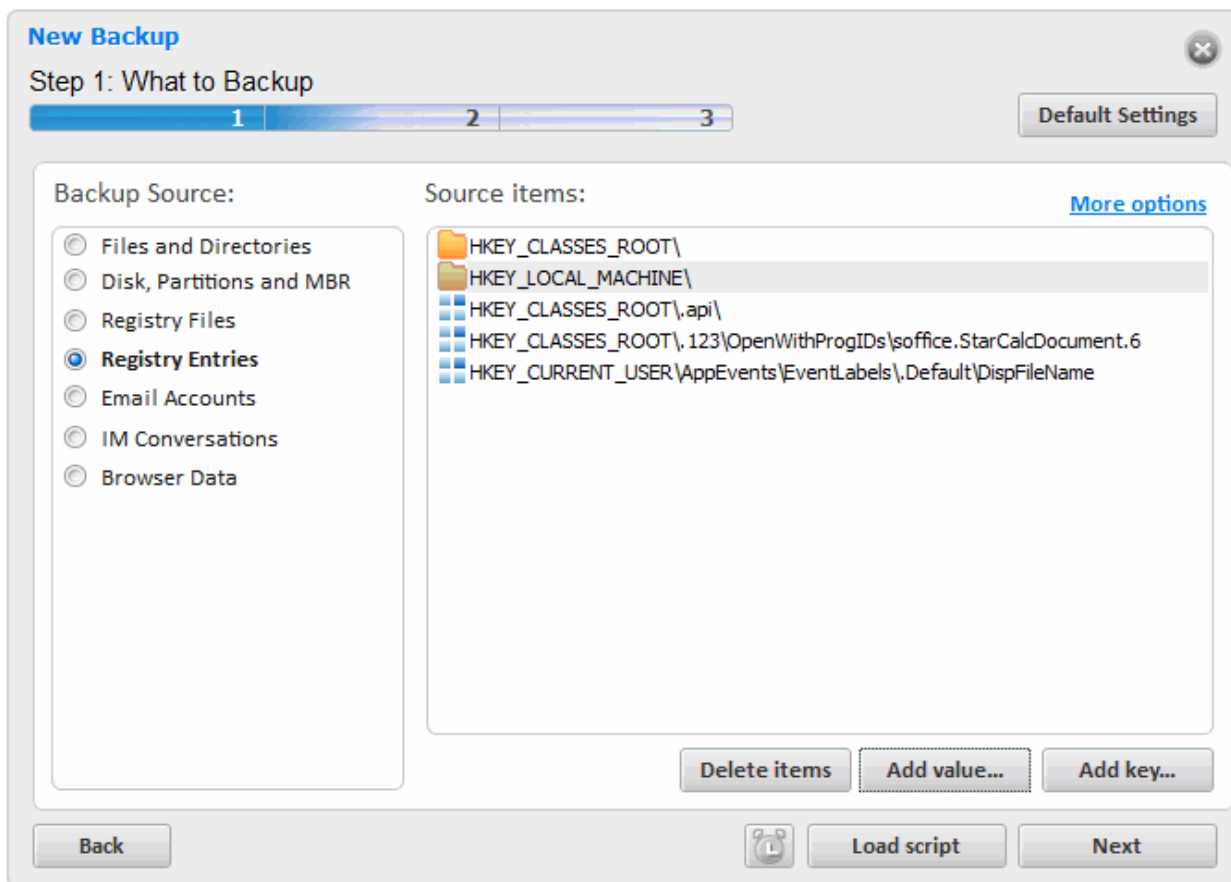 New Backup
Step 1: What to Backup
1 2 3
Default Settings
Backup Source:
Files and Directories
Disk, Partitions and MBR
Registry Files
Registry Entries
Email Accounts
IM Conversations
Browser Data
Source items:
More options
HKEY_CLASSES_ROOT\
HKEY_LOCAL_MACHINE\
HKEY_CLASSES_ROOT\.api\
HKEY_CLASSES_ROOT\.123\OpenWithProgIDs\soffice.StarCalcDocument.6
HKEY_CURRENT_USER\AppEvents\EventLabels\.Default\DispFileName
Delete items
Add value...
Add key...
Back
Load script
Next